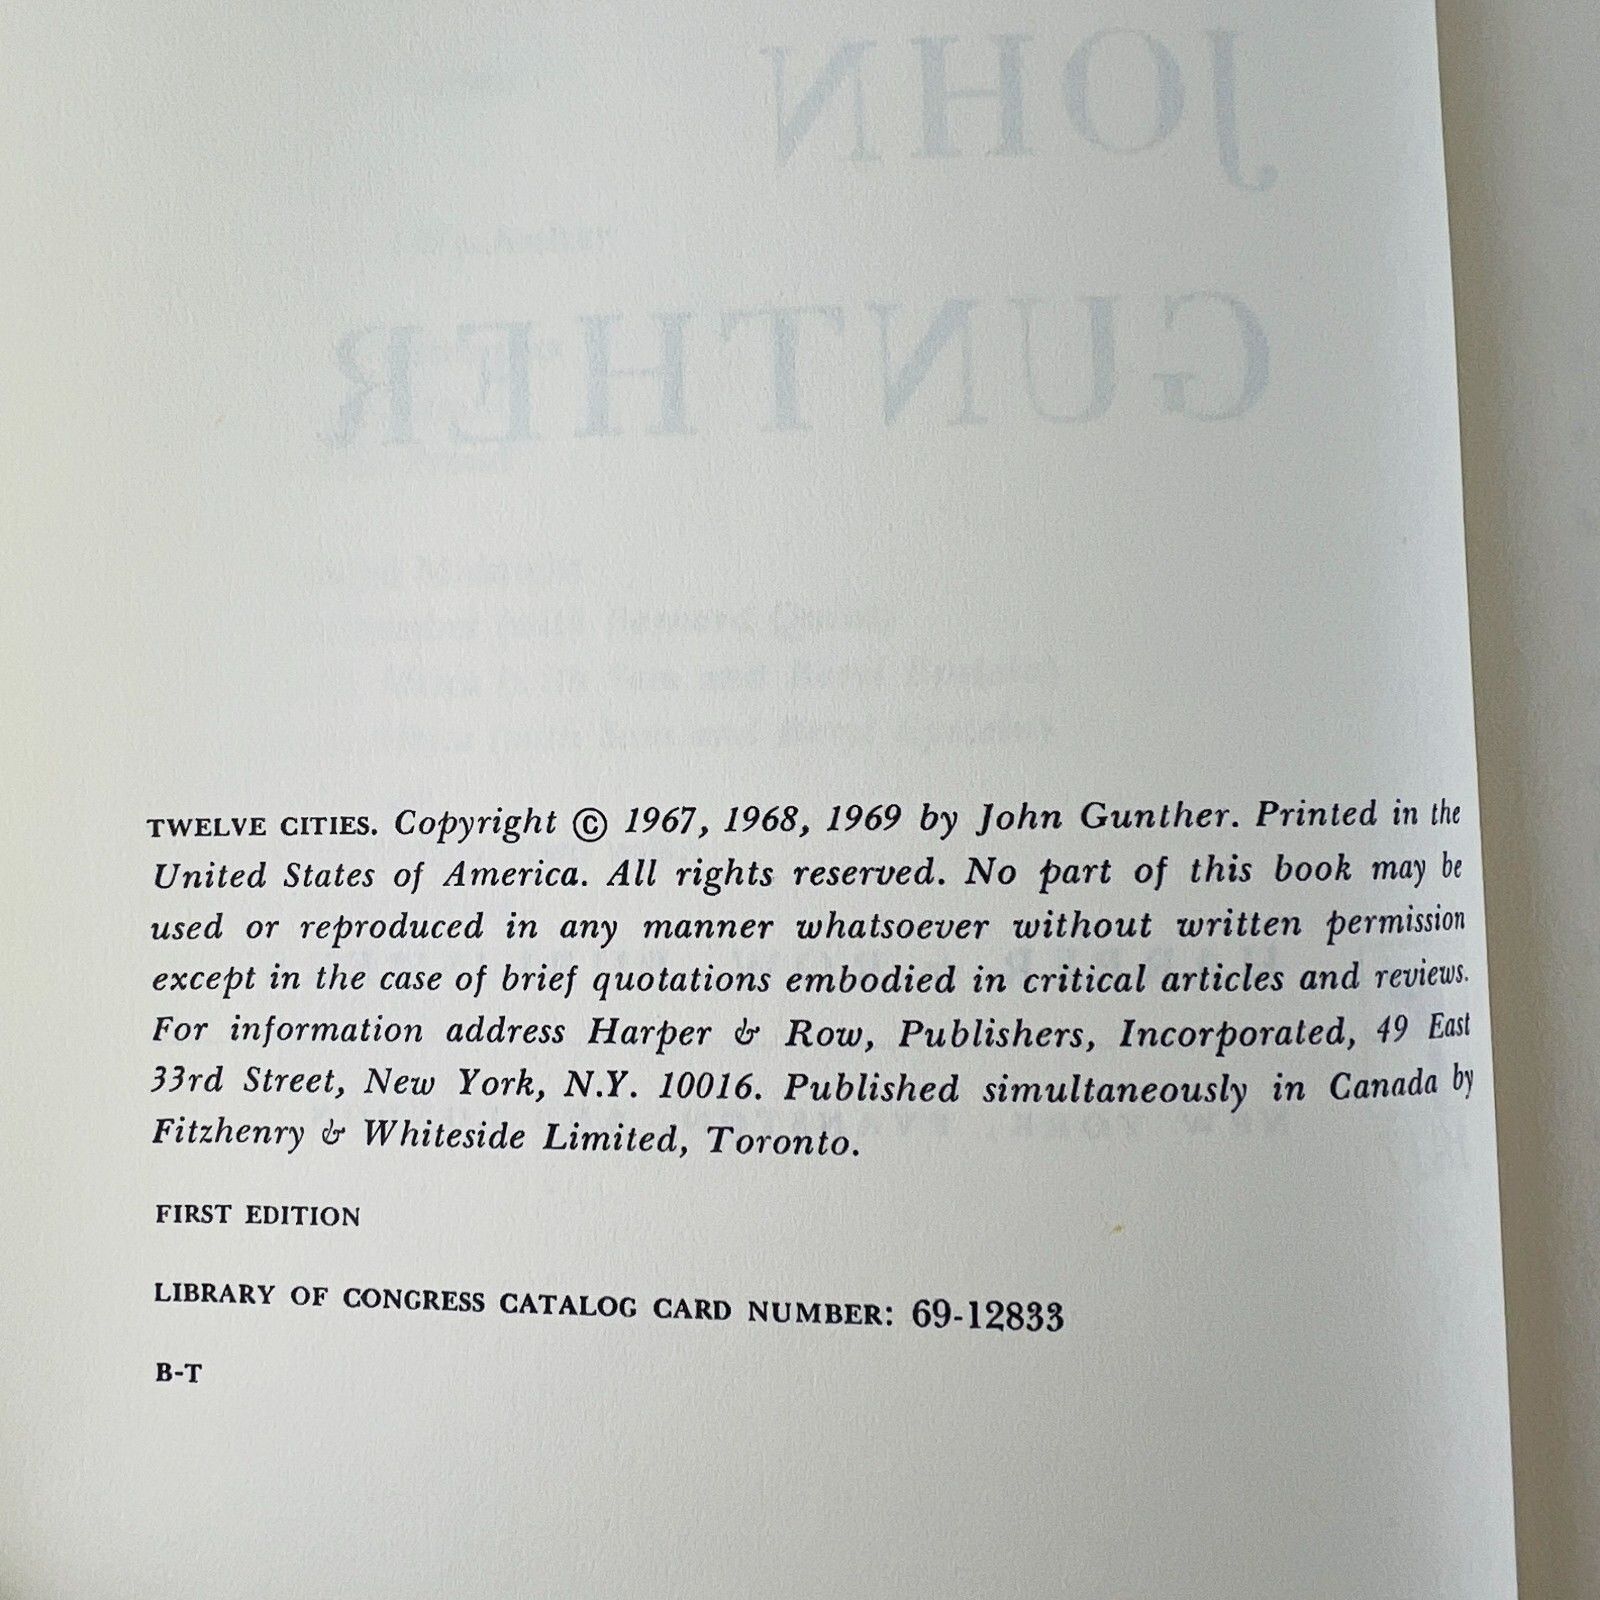 JOHN
GUNTHER
TWELVE CITIES. Copyright © 1967, 1968, 1969 by John Gunther. Printed in the
United States of America. All rights reserved. No part of this book may be
used or reproduced in any manner whatsoever without written permission
except in the case of brief quotations embodied in critical articles and reviews.
For information address Harper & Row, Publishers, Incorporated, 49 East
33rd Street, New York, N.Y. 10016. Published simultaneously in Canada by
Fitzhenry & Whiteside Limited, Toronto.
FIRST EDITION
LIBRARY OF CONGRESS CATALOG CARD NUMBER: 69-12833
B-T